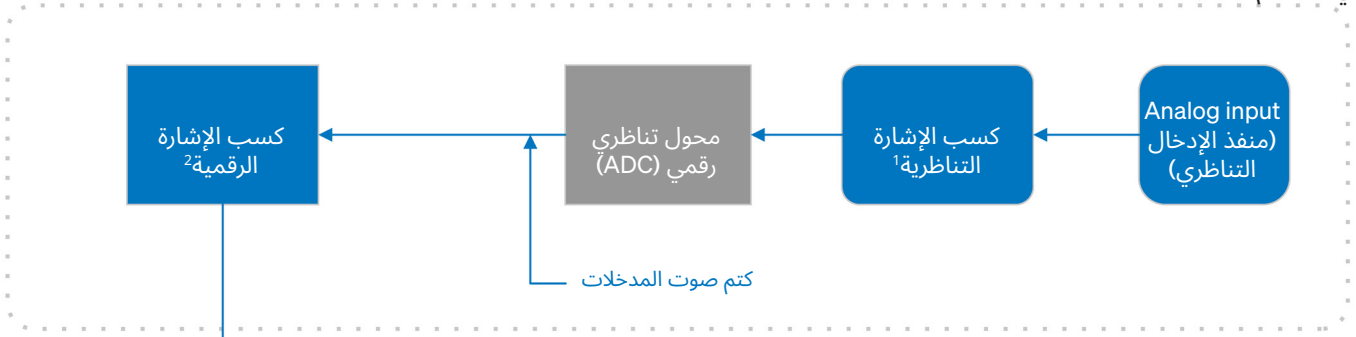 Analog input
(منفذ الإدخال
التناظري)
كسب الإشارة
التناظرية¹
محول تناظري
رقمي (ADC)
كسب الإشارة
الرقمية²
كتم صوت المدخلات